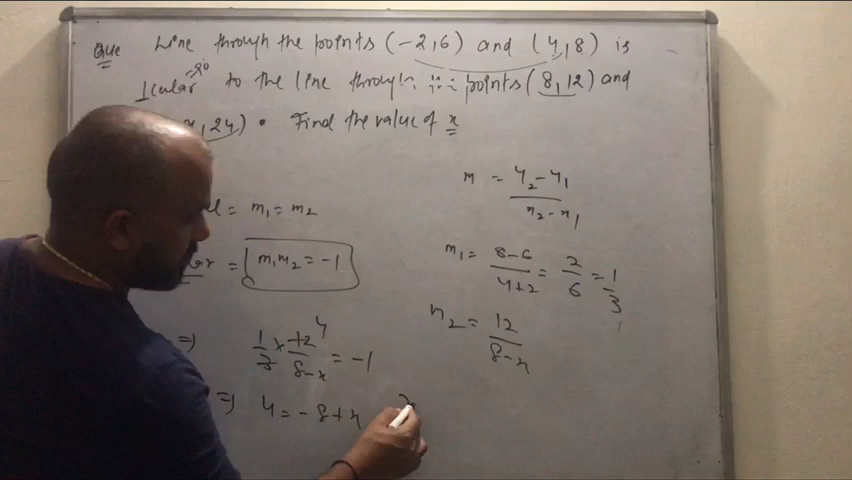 Que Line through the points (-2,6) and (4,8) is
⊥cular 90° to the line through points (8,12) and
, 24) • Find the value of x
m = y₂-y₁ / x₂-x₁
= m₁ = m₂
m₁ = 8-6 / 4+2 = 2/6 = 1/3
= m₁m₂ = -1
m₂ = 12 / 8-x
=) 1/3 × 12 4 / 8-x = -1
=) 4 = -8+x